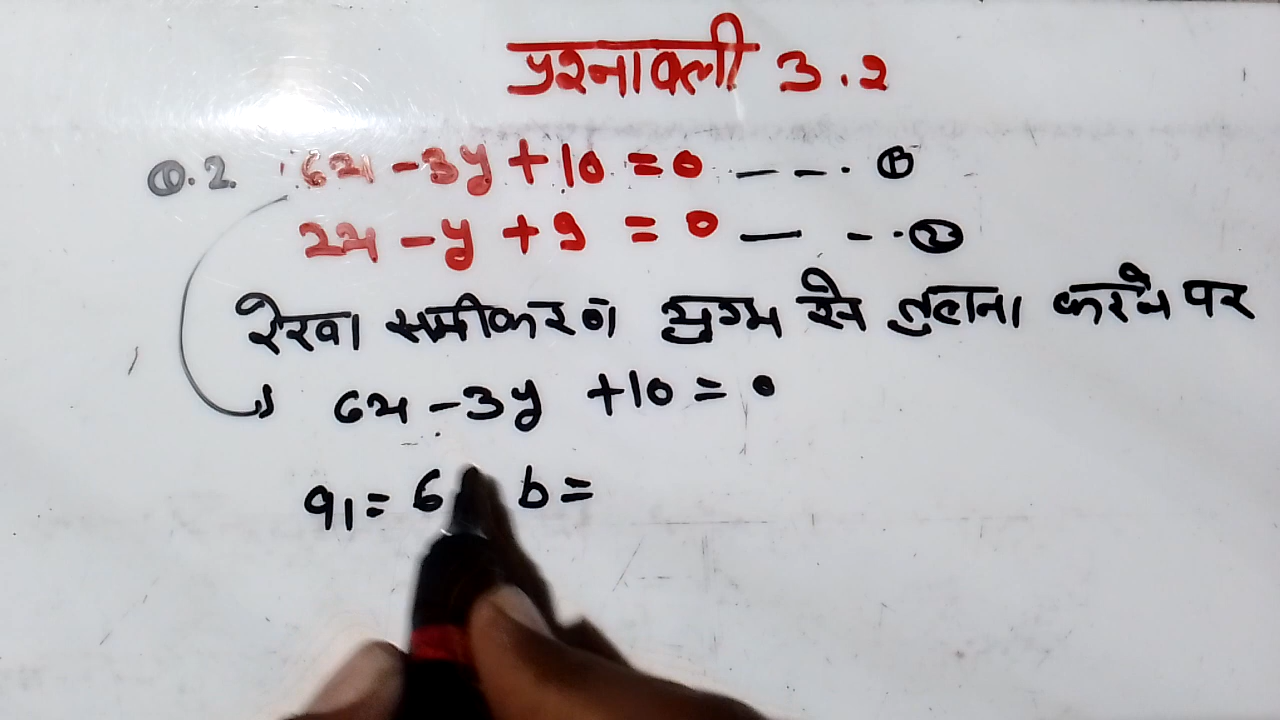 प्रश्नावली 3.2
Q.2. 6x - 3y + 10 = 0 — — . ①
2x - y + 9 = 0 — - . ②
रेखा समीकरण युग्म से तुलना करने पर
6x - 3y + 10 = 0
a1 = 6 b =